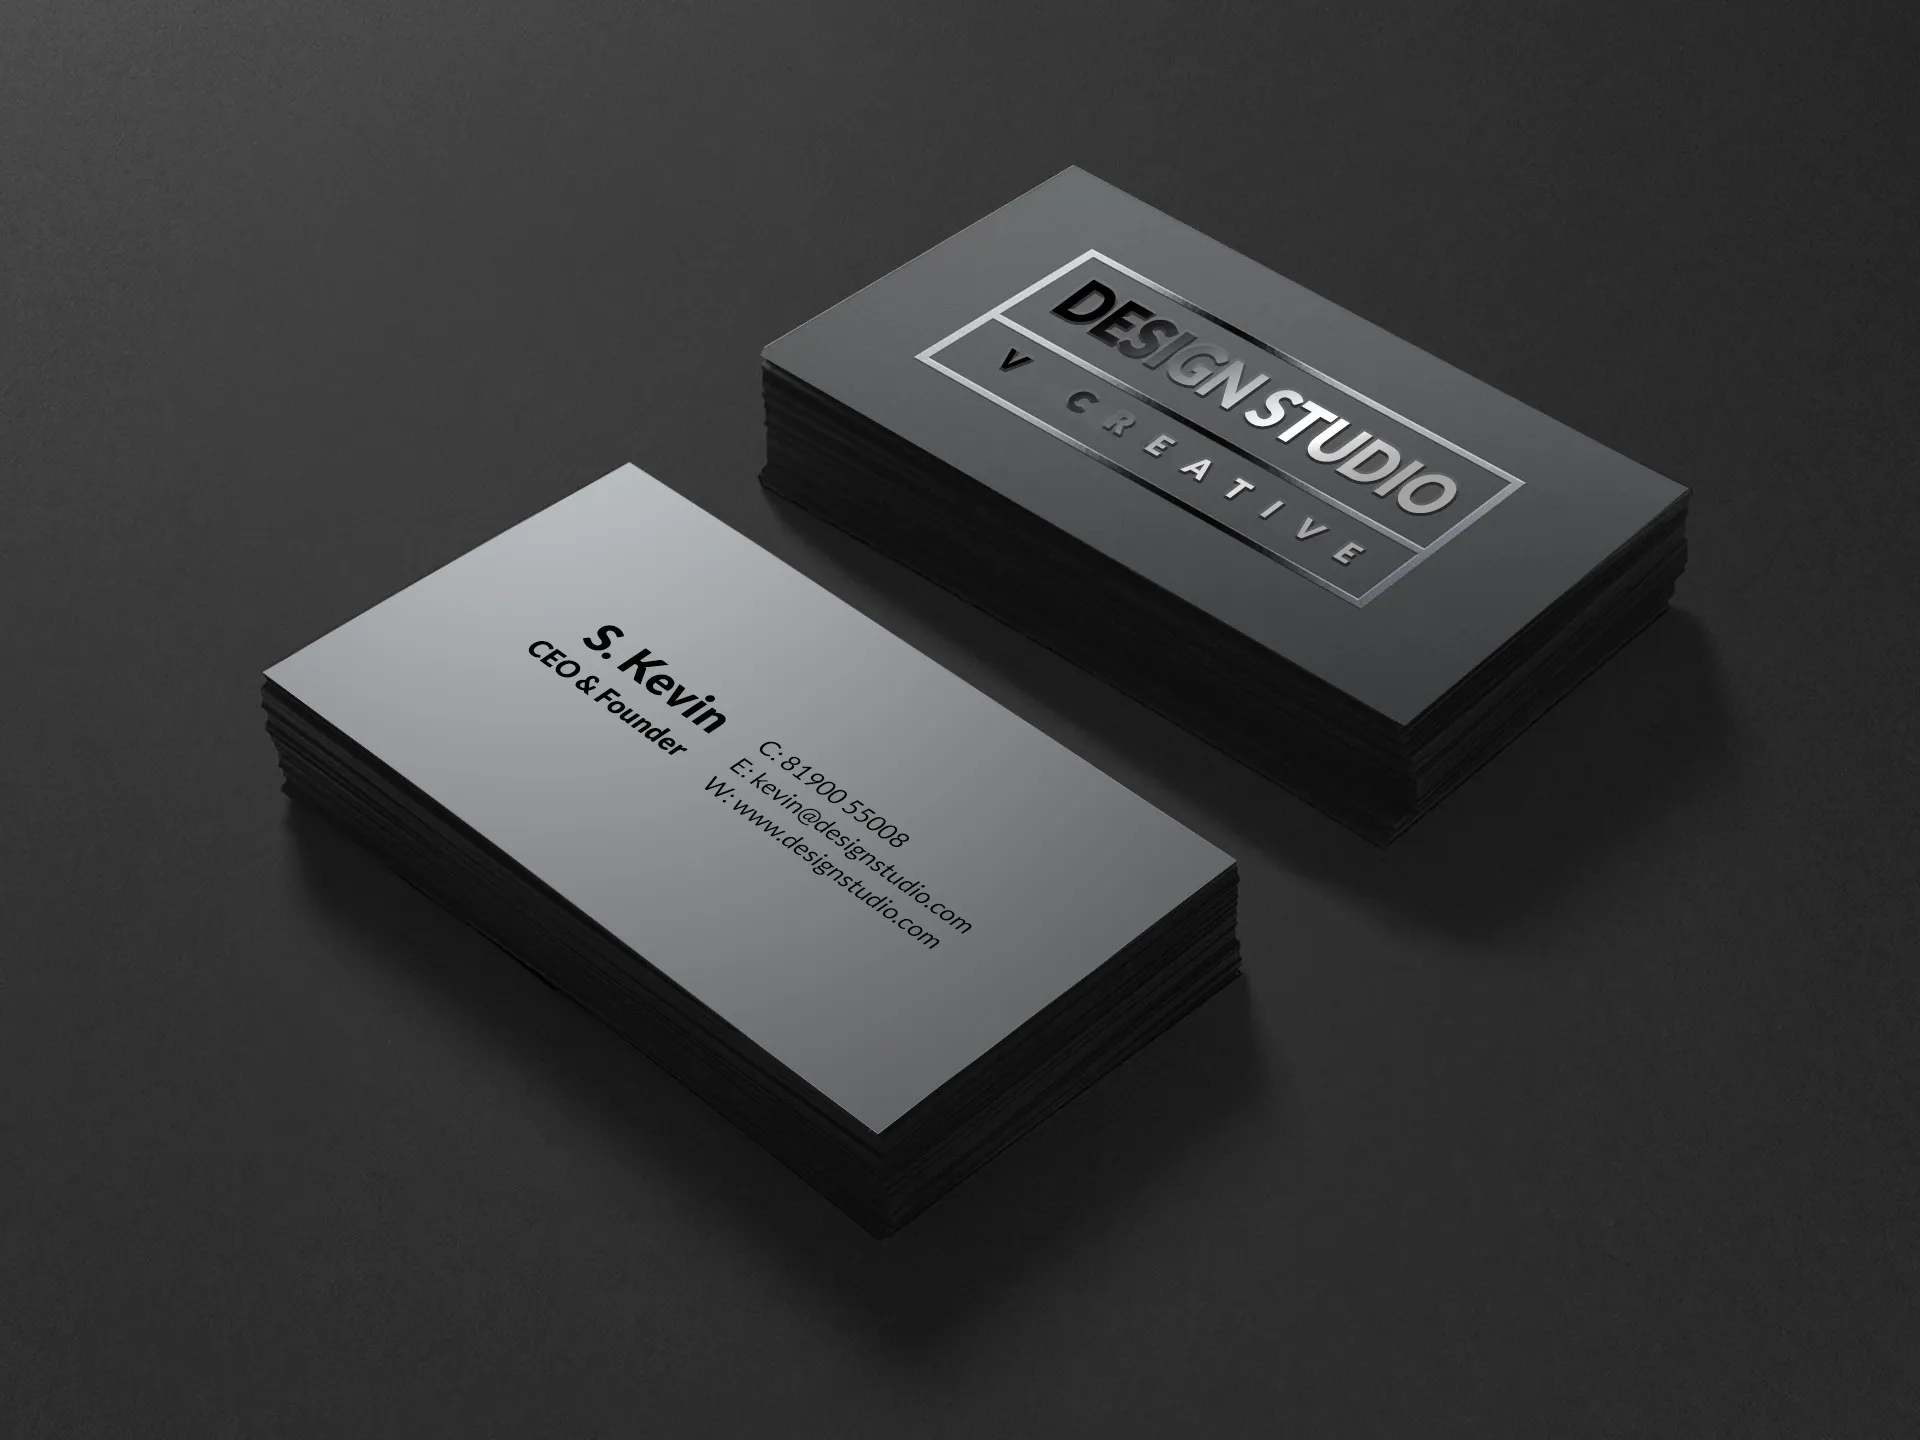 DESIGN STUDIO
V CREATIVE
S. Kevin
CEO & Founder
C: 81900 55008
E: kevin@designstudio.com
W: www.designstudio.com